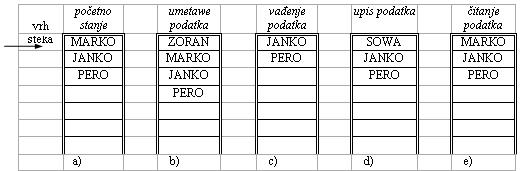 vrh steka početno stanje umetawe podatka vađenje podatka upis podatka čitanje podatka
MARKO ZORAN JANKO SOWA MARKO
JANKO MARKO PERO JANKO JANKO
PERO JANKO PERO PERO
PERO
a) b) c) d) e)